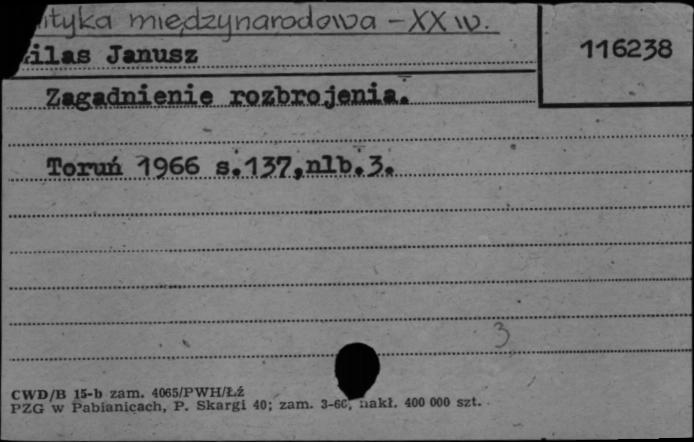 lityka międzynarodowa – XX w.
116238
ilas Janusz
Zagadnienie rozbrojenia.
Toruń 1966 s.137,nlb.3.
3
CWD/B 15-b zam. 4065/PWH/Łź
PZG w Pabianicach, P. Skargi 40; zam. 3-60, nakł. 400 000 szt.